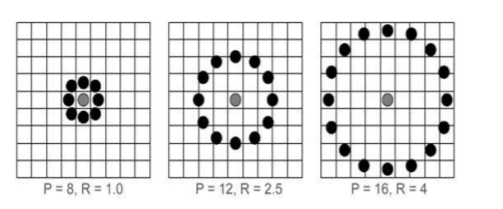 P = 8, R = 1.0
P = 12, R = 2.5
P = 16, R = 4